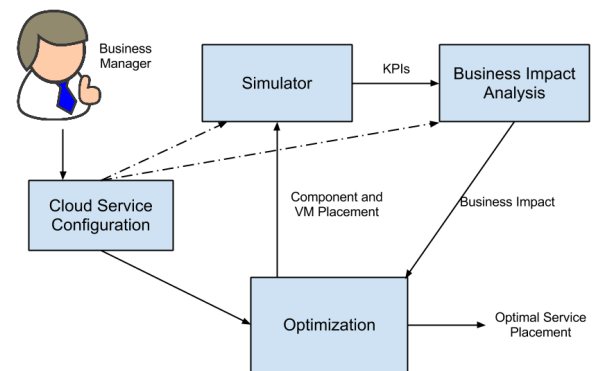 Business
Manager
Simulator
KPIs
Business Impact
Analysis
Cloud Service
Configuration
Component and
VM Placement
Business Impact
Optimization
Optimal Service
Placement